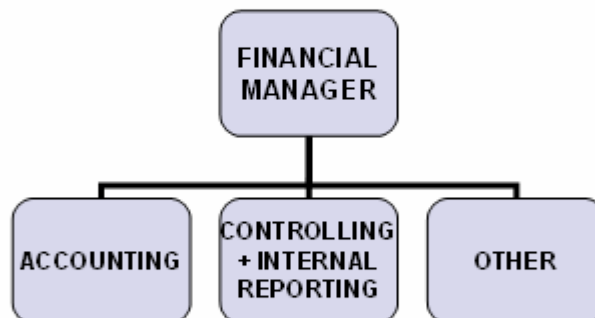 FINANCIAL
MANAGER
ACCOUNTING
CONTROLLING
+ INTERNAL
REPORTING
OTHER